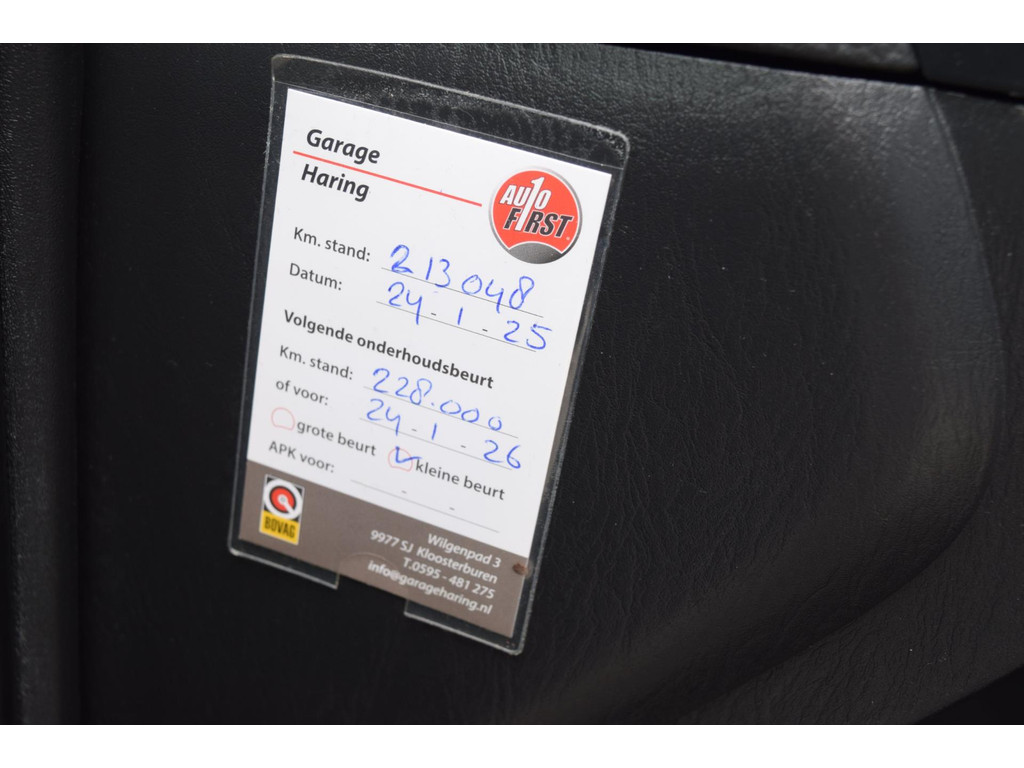 Garage
Haring
AUTO
FIRST
Km. stand: 213048
Datum: 24-1-25
Volgende onderhoudsbeurt
Km. stand: 228.000
of voor: 24-1-26
grote beurt kleine beurt
APK voor: - -
BOVAG
Wilgenpad 3
9977 SJ Kloosterburen
T.0595 - 481 275
info@garageharing.nl